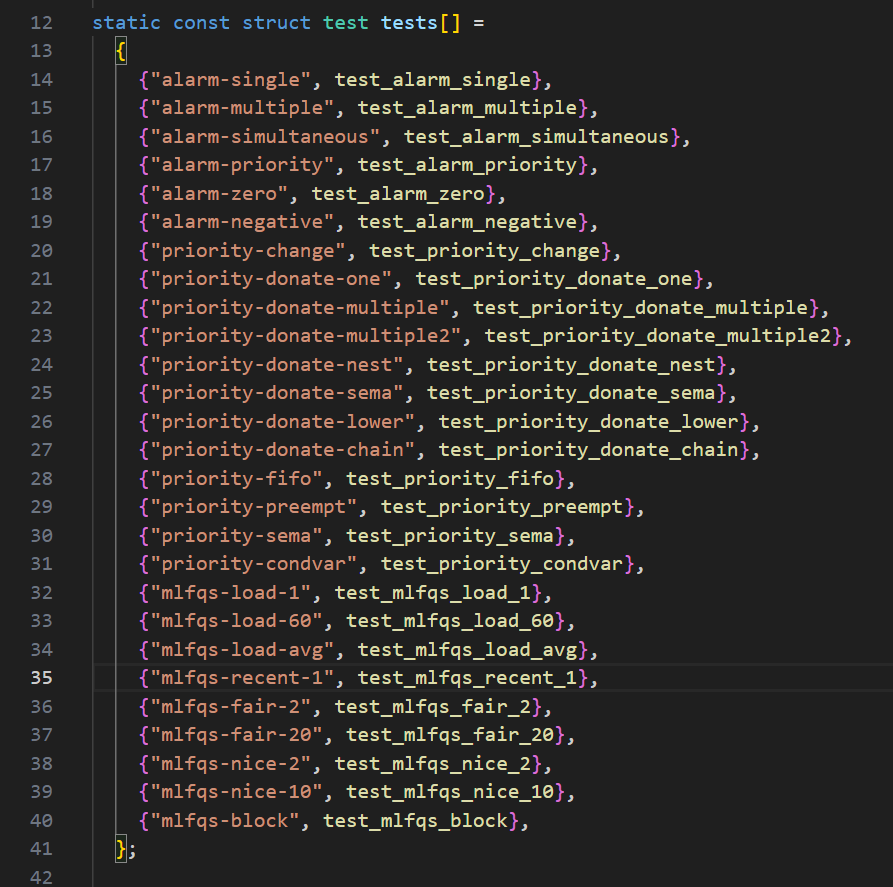 12 static const struct test tests[] =
13 {
14 {"alarm-single", test_alarm_single},
15 {"alarm-multiple", test_alarm_multiple},
16 {"alarm-simultaneous", test_alarm_simultaneous},
17 {"alarm-priority", test_alarm_priority},
18 {"alarm-zero", test_alarm_zero},
19 {"alarm-negative", test_alarm_negative},
20 {"priority-change", test_priority_change},
21 {"priority-donate-one", test_priority_donate_one},
22 {"priority-donate-multiple", test_priority_donate_multiple},
23 {"priority-donate-multiple2", test_priority_donate_multiple2},
24 {"priority-donate-nest", test_priority_donate_nest},
25 {"priority-donate-sema", test_priority_donate_sema},
26 {"priority-donate-lower", test_priority_donate_lower},
27 {"priority-donate-chain", test_priority_donate_chain},
28 {"priority-fifo", test_priority_fifo},
29 {"priority-preempt", test_priority_preempt},
30 {"priority-sema", test_priority_sema},
31 {"priority-condvar", test_priority_condvar},
32 {"mlfqs-load-1", test_mlfqs_load_1},
33 {"mlfqs-load-60", test_mlfqs_load_60},
34 {"mlfqs-load-avg", test_mlfqs_load_avg},
35 {"mlfqs-recent-1", test_mlfqs_recent_1},
36 {"mlfqs-fair-2", test_mlfqs_fair_2},
37 {"mlfqs-fair-20", test_mlfqs_fair_20},
38 {"mlfqs-nice-2", test_mlfqs_nice_2},
39 {"mlfqs-nice-10", test_mlfqs_nice_10},
40 {"mlfqs-block", test_mlfqs_block},
41 };
42